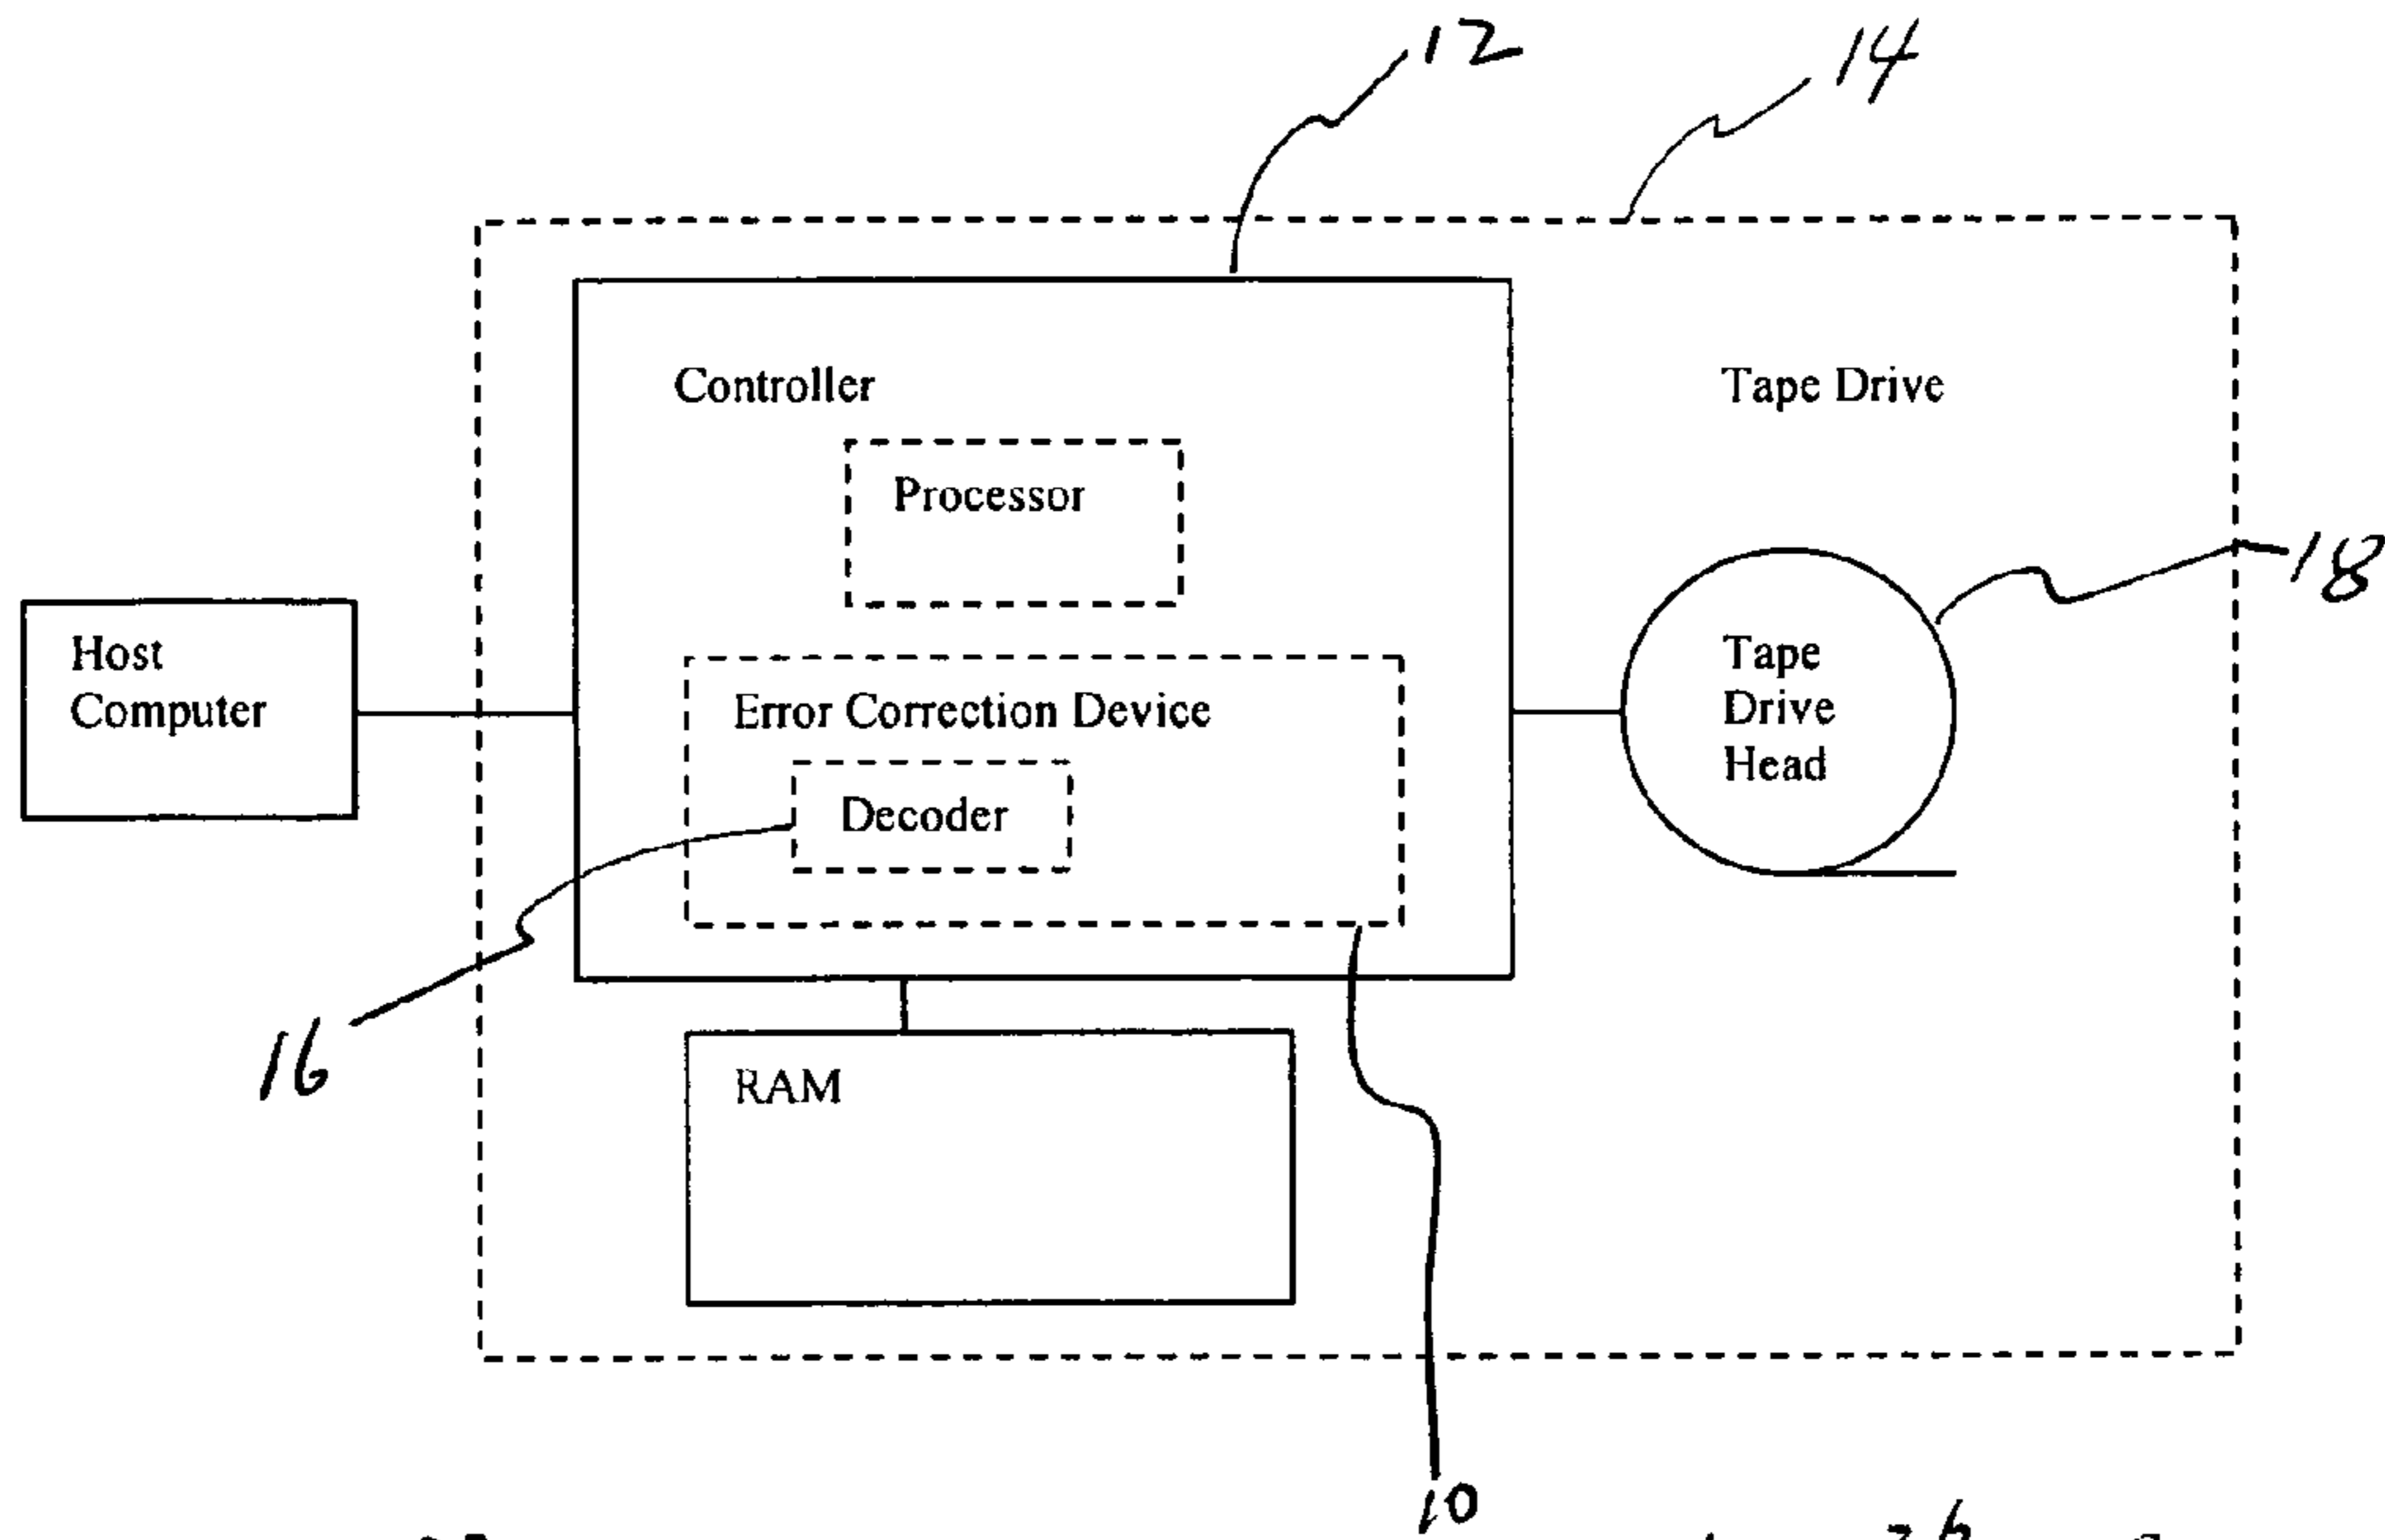 12
14
Controller
Tape Drive
Processor
18
Host
Computer
Error Correction Device
Decoder
Tape
Drive
Head
16
RAM
10